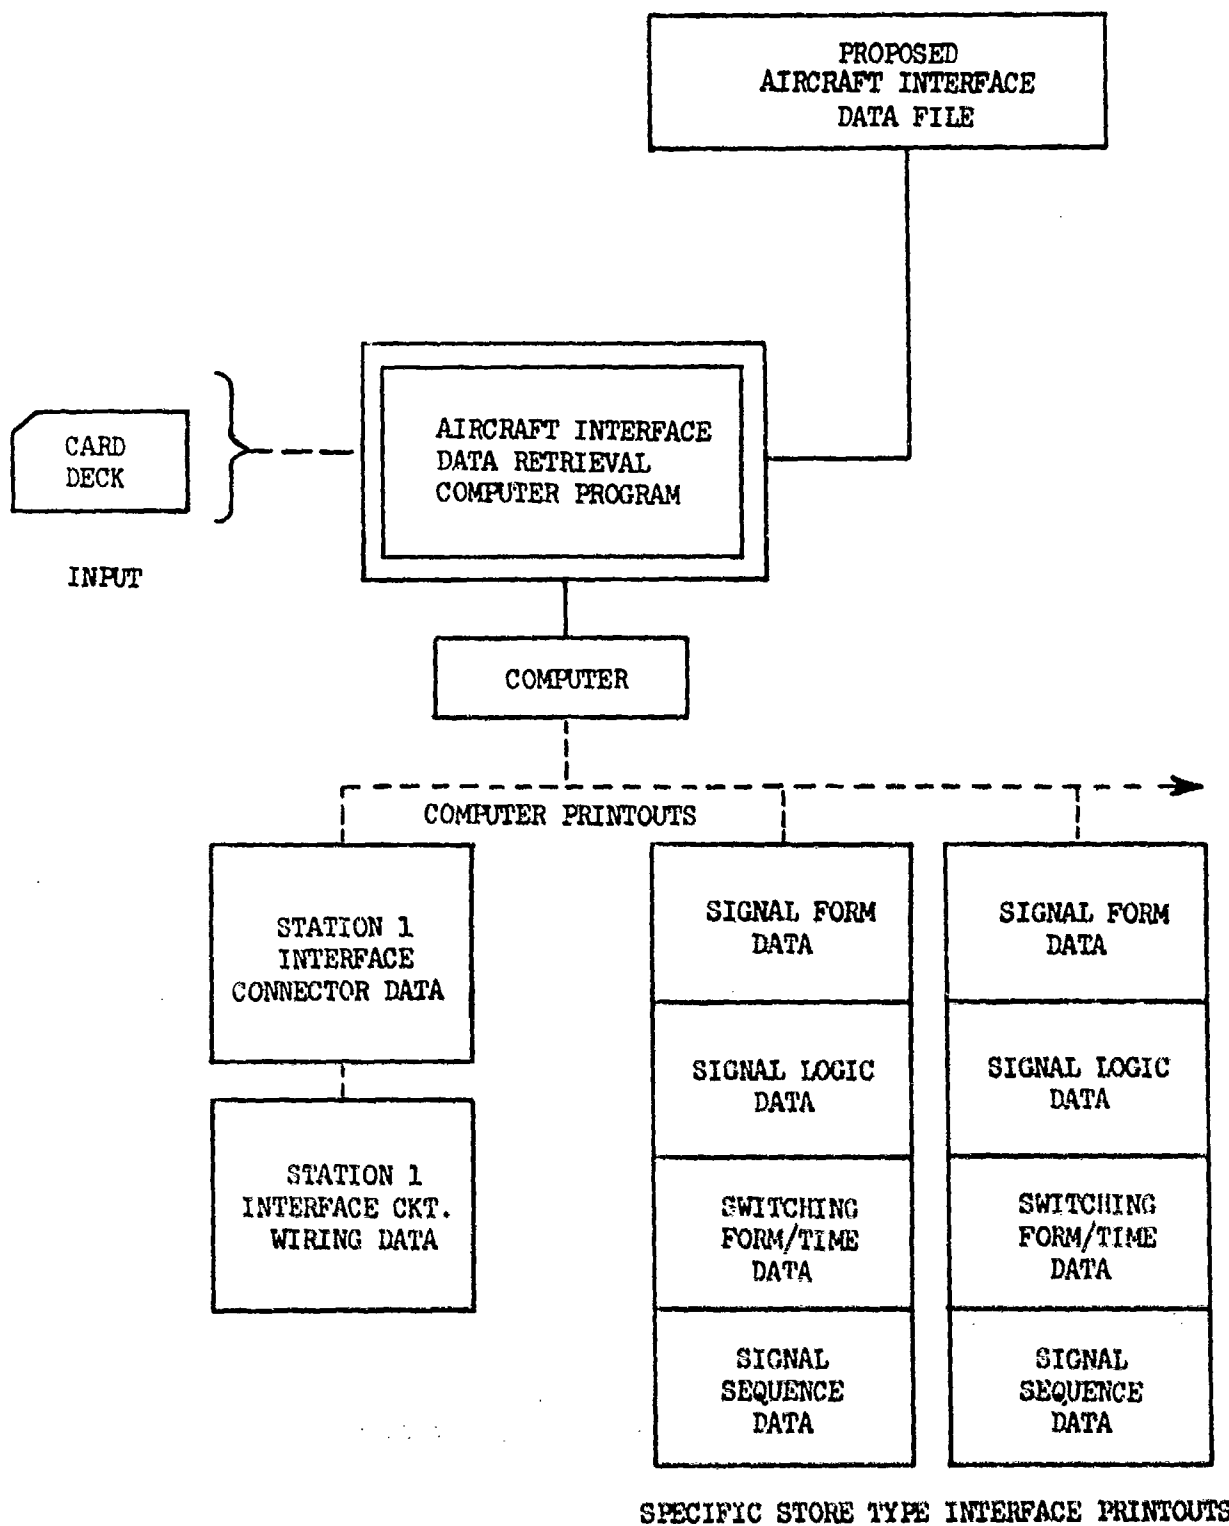 PROPOSED
AIRCRAFT INTERFACE
DATA FILE
CARD
DECK
INPUT
AIRCRAFT INTERFACE
DATA RETRIEVAL
COMPUTER PROGRAM
COMPUTER
COMPUTER PRINTOUTS
STATION 1
INTERFACE
CONNECTOR DATA
STATION 1
INTERFACE CKT.
WIRING DATA
SIGNAL FORM
DATA
SIGNAL LOGIC
DATA
SWITCHING
FORM/TIME
DATA
SIGNAL
SEQUENCE
DATA
SIGNAL FORM
DATA
SIGNAL LOGIC
DATA
SWITCHING
FORM/TIME
DATA
SIGNAL
SEQUENCE
DATA
SPECIFIC STORE TYPE INTERFACE PRINTOUTS